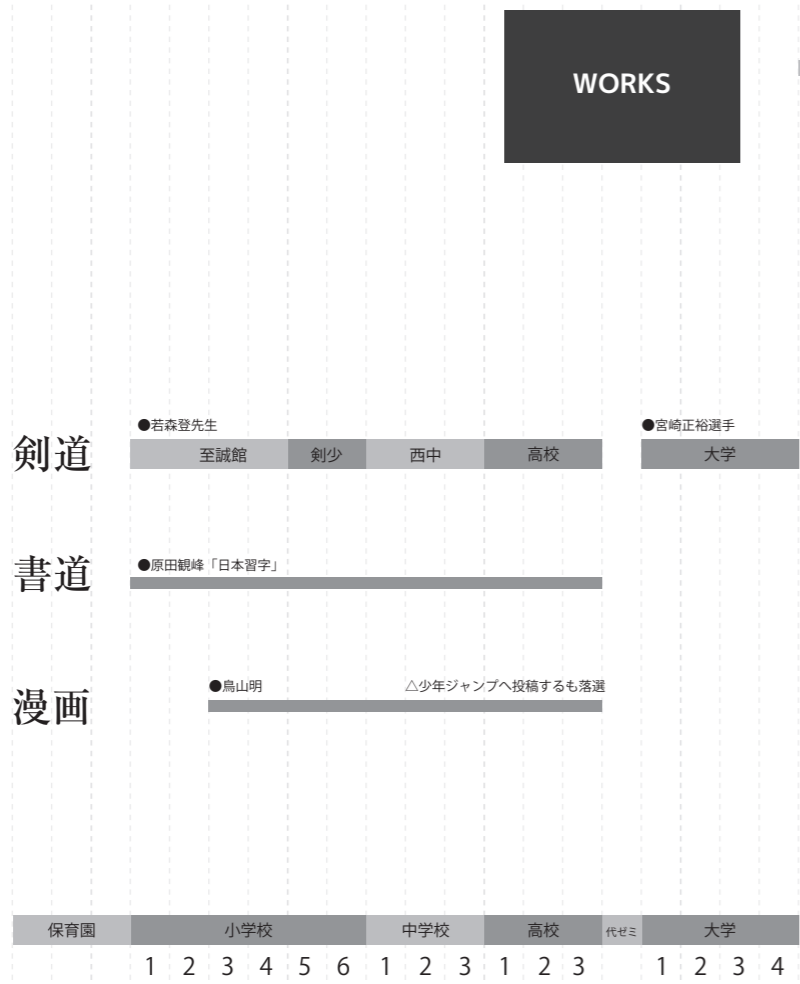 WORKS
●若森登先生
●宮崎正裕選手
剣道
至誠館 剣少 西中 高校 大学
●原田観峰「日本習字」
書道
●鳥山明 △少年ジャンプへ投稿するも落選
漫画
保育園 小学校 中学校 高校 代ゼミ 大学
1 2 3 4 5 6 1 2 3 1 2 3 1 2 3 4